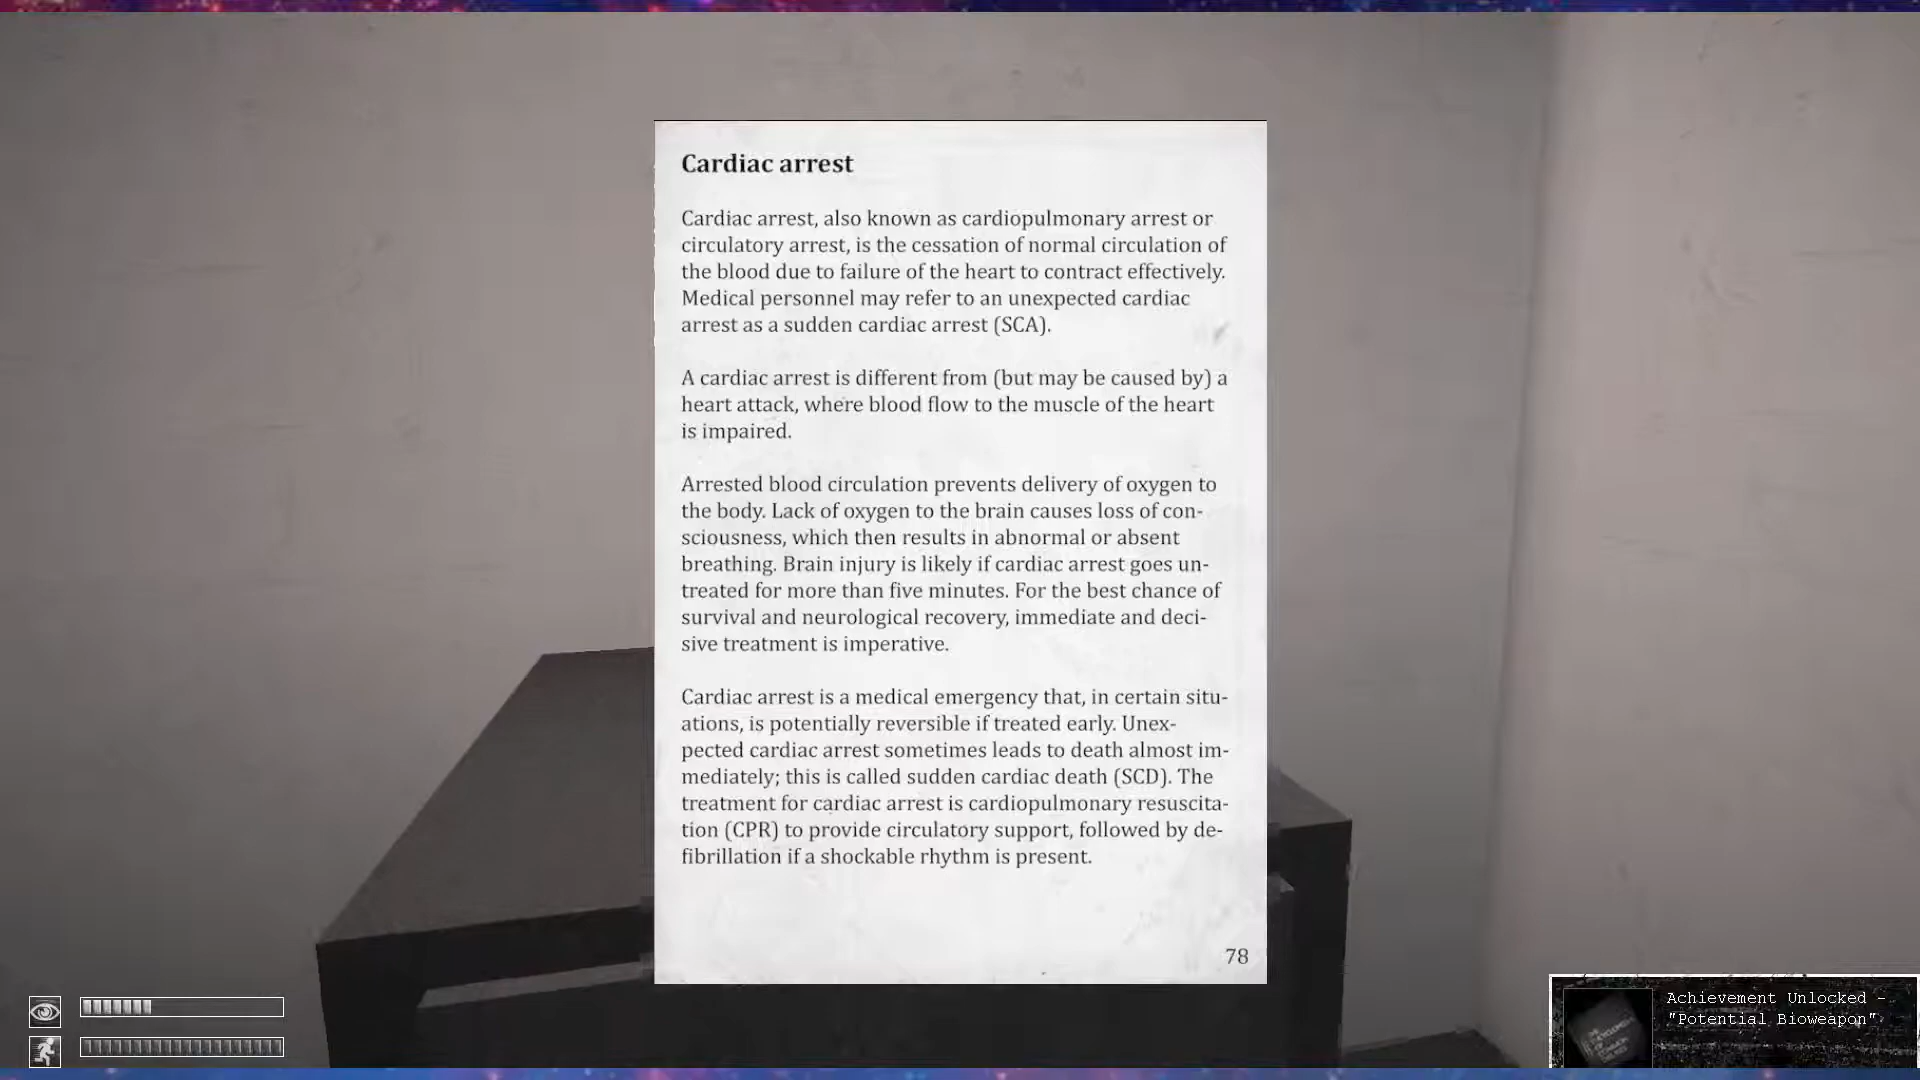 Cardiac arrest
Cardiac arrest, also known as cardiopulmonary arrest or
circulatory arrest, is the cessation of normal circulation of
the blood due to failure of the heart to contract effectively.
Medical personnel may refer to an unexpected cardiac
arrest as a sudden cardiac arrest (SCA).
A cardiac arrest is different from (but may be caused by) a
heart attack, where blood flow to the muscle of the heart
is impaired.
Arrested blood circulation prevents delivery of oxygen to
the body. Lack of oxygen to the brain causes loss of con-
sciousness, which then results in abnormal or absent
breathing. Brain injury is likely if cardiac arrest goes un-
treated for more than five minutes. For the best chance of
survival and neurological recovery, immediate and deci-
sive treatment is imperative.
Cardiac arrest is a medical emergency that, in certain situ-
ations, is potentially reversible if treated early. Unex-
pected cardiac arrest sometimes leads to death almost im-
mediately; this is called sudden cardiac death (SCD). The
treatment for cardiac arrest is cardiopulmonary resuscita-
tion (CPR) to provide circulatory support, followed by de-
fibrillation if a shockable rhythm is present.
78
Achievement Unlocked -
"Potential Bioweapon"